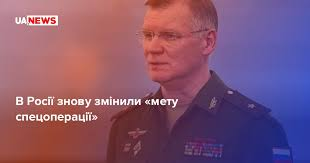 UANEWS
В Росії знову змінили «мету
спецоперації»